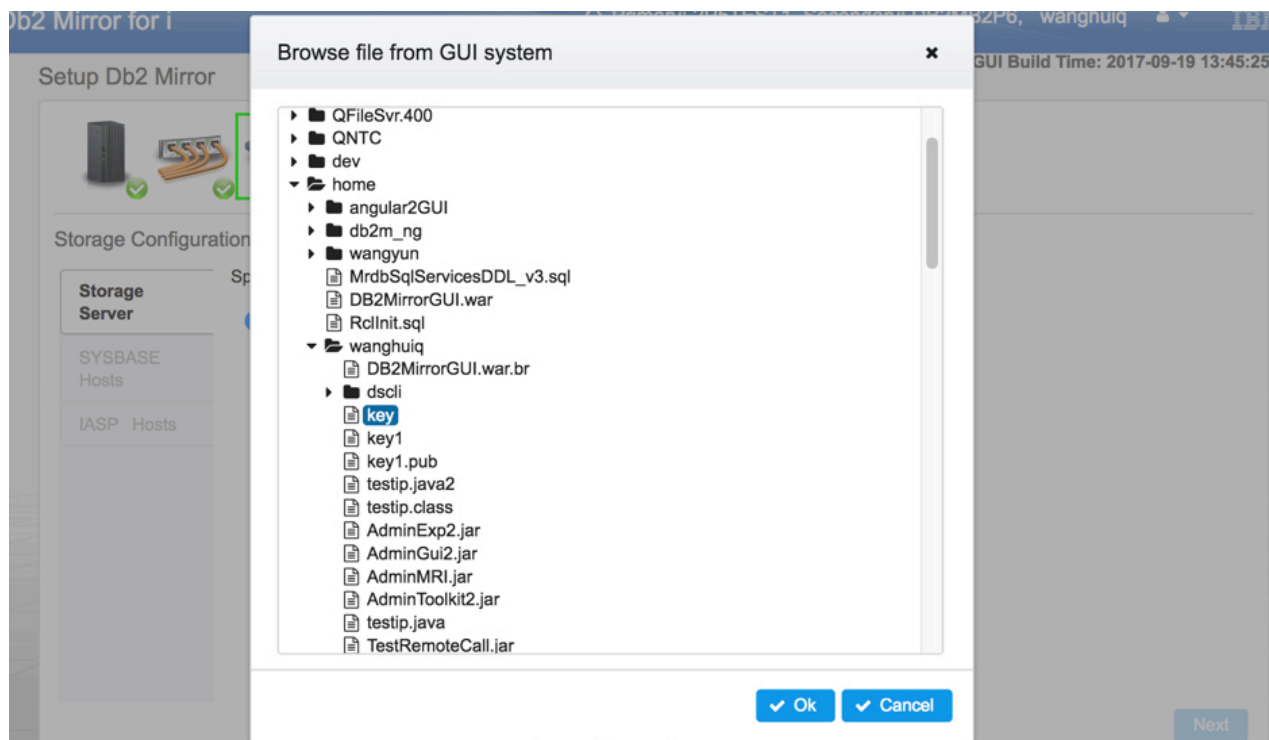 Db2 Mirror for i
wanghuiq
IBM
GUI Build Time: 2017-09-19 13:45:25
Setup Db2 Mirror
Browse file from GUI system
QFileSvr.400
QNTC
dev
home
angular2GUI
db2m_ng
wangyun
MrdbSqlServicesDDL_v3.sql
DB2MirrorGUI.war
RclInit.sql
wanghuiq
DB2MirrorGUI.war.br
dscli
key
key1
key1.pub
testip.java2
testip.class
AdminExp2.jar
AdminGui2.jar
AdminMRI.jar
AdminToolkit2.jar
testip.java
TestRemoteCall.jar
Storage Configuration
Storage
Server
Sp
SYSBASE
Hosts
IASP Hosts
Ok
Cancel
Next